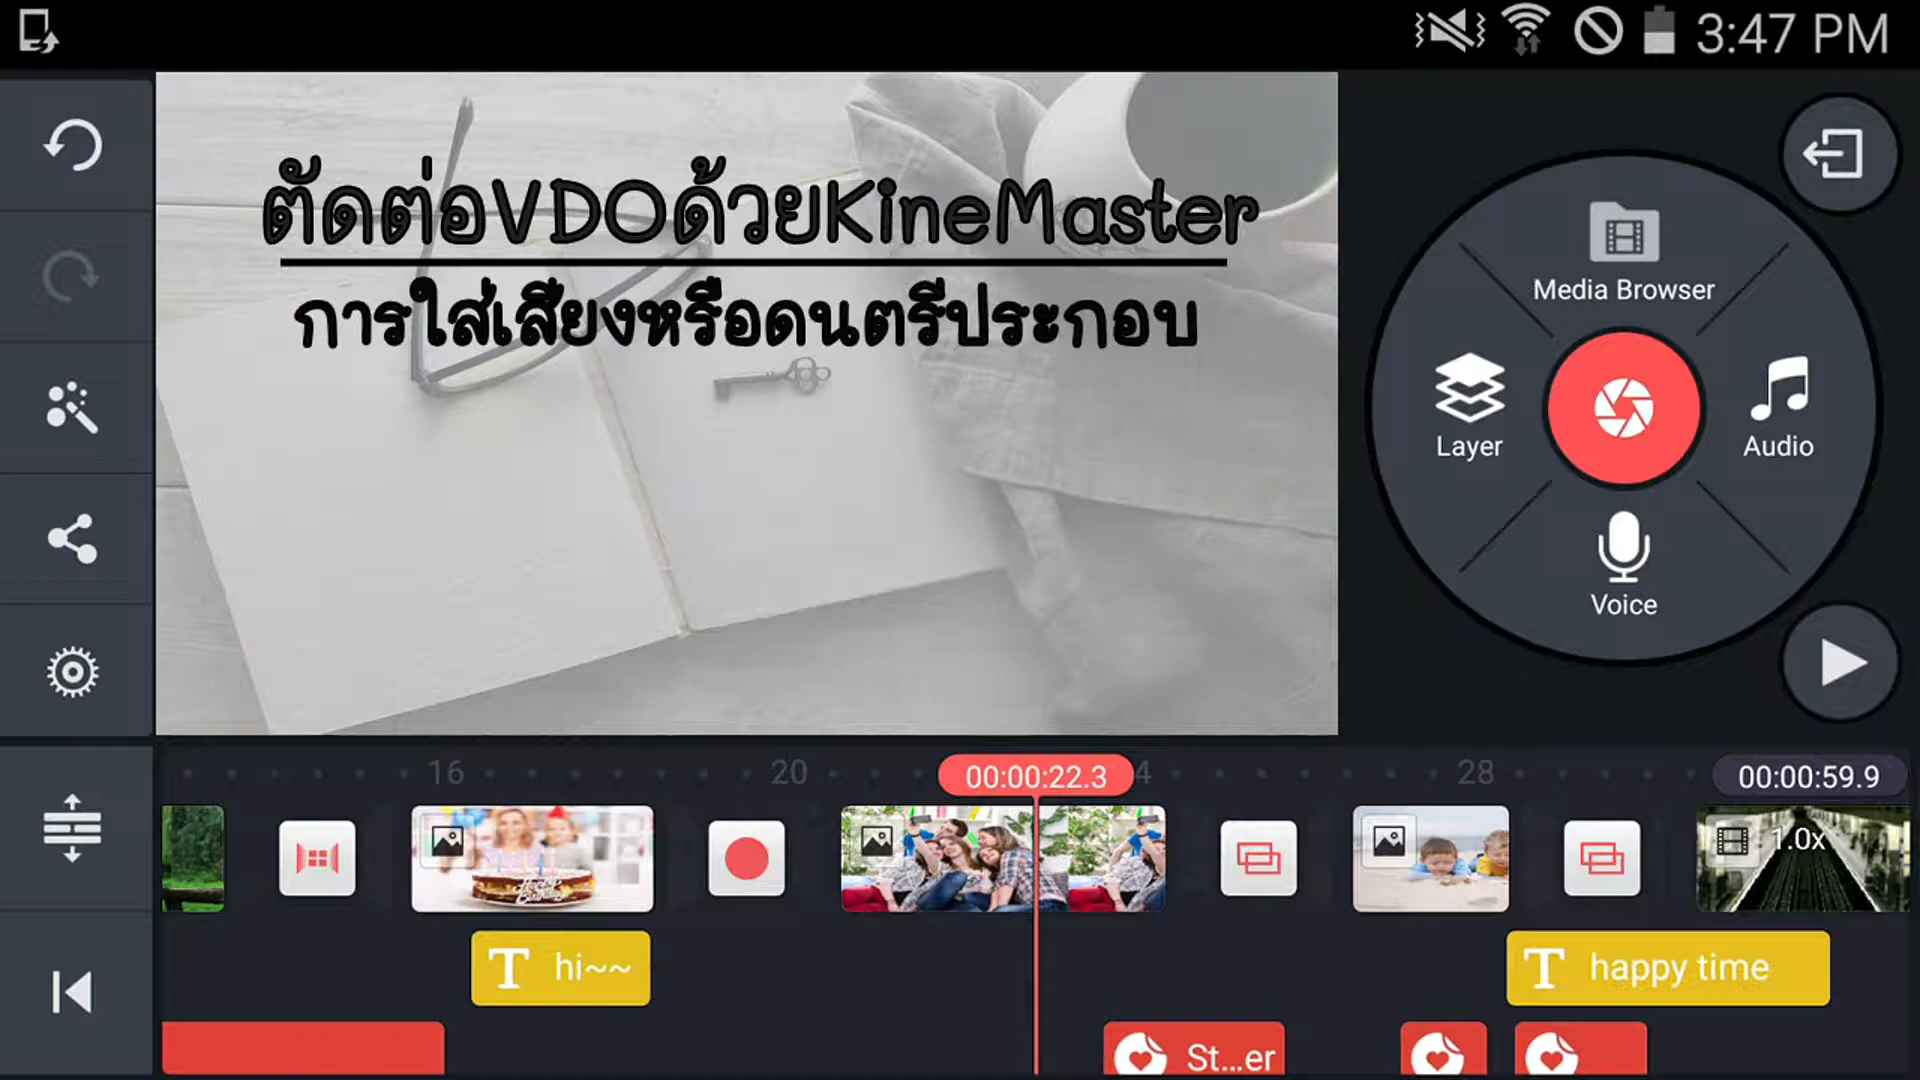 3:47 PM
ตัดต่อVDOด้วยKineMaster
การใส่เสียงหรือดนตรีประกอบ
Media Browser
Layer
Audio
Voice
16
20
00:00:22.3
4
28
00:00:59.9
1.0x
T hi~~
T happy time
St...er